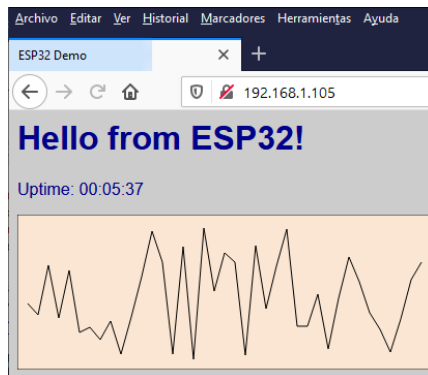 Archivo Editar Ver Historial Marcadores Herramientas Ayuda
ESP32 Demo
192.168.1.105
Hello from ESP32!
Uptime: 00:05:37